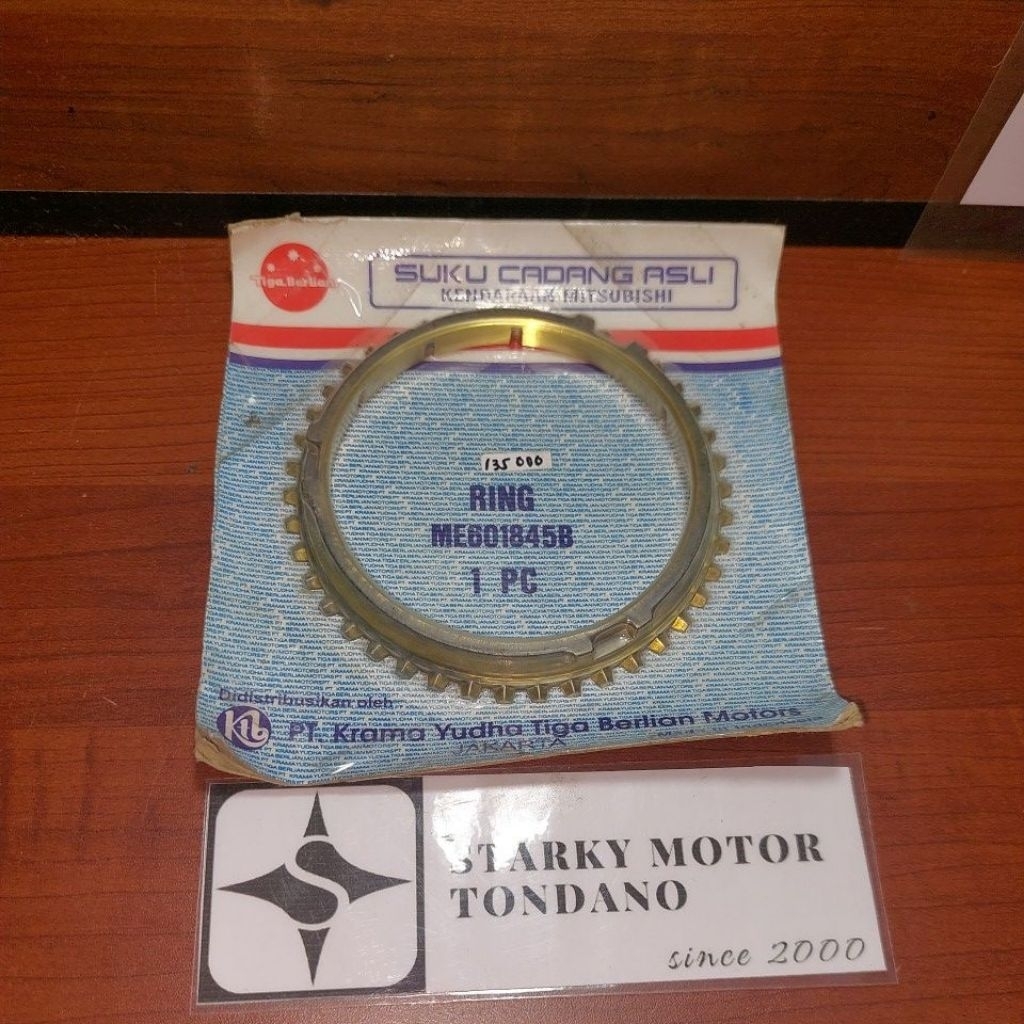 Tiga Berlian
SUKU CADANG ASLI
KENDARAAN MITSUBISHI
135 000
RING
ME601845B
1 PC
Didistribusikan oleh
KTB
PT. Krama Yudha Tiga Berlian Motors
JAKARTA
STARKY MOTOR
TONDANO
since 2000